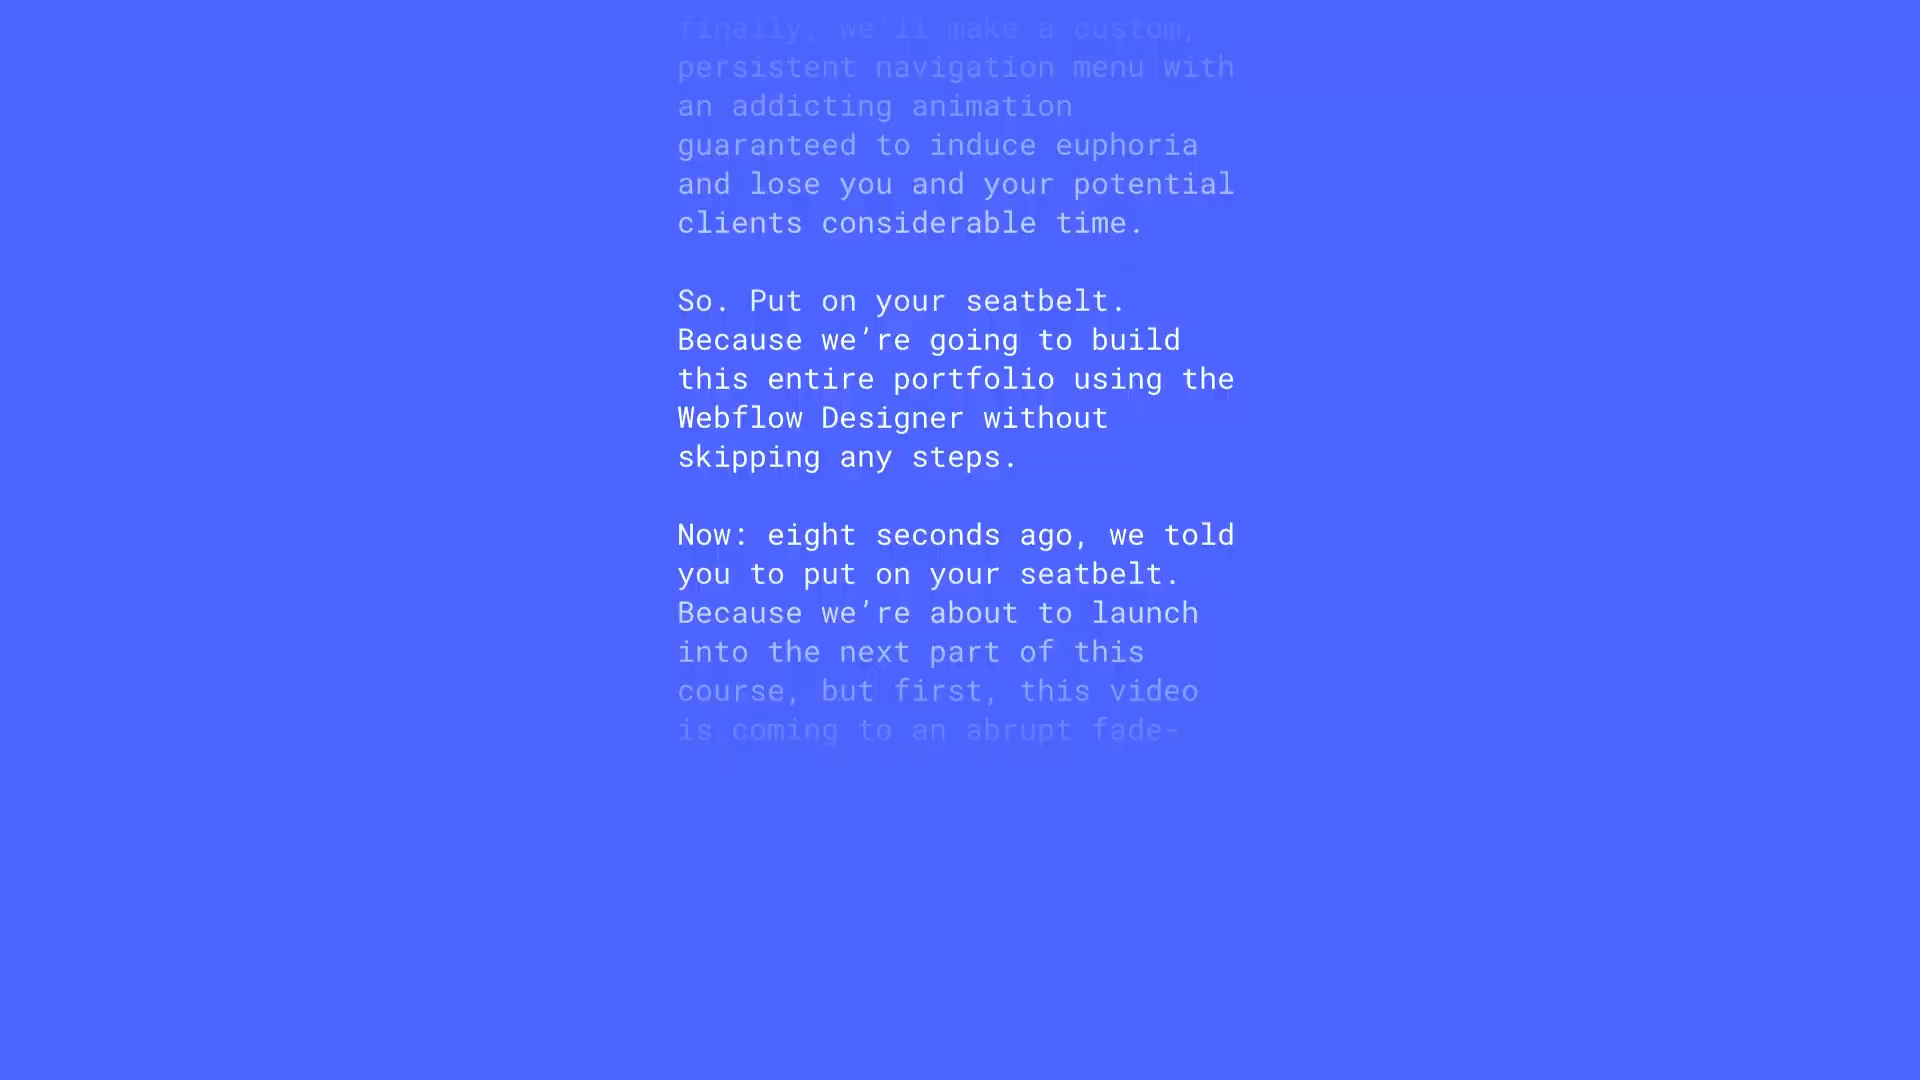 finally, we'll make a custom,
persistent navigation menu with
an addicting animation
guaranteed to induce euphoria
and lose you and your potential
clients considerable time.
So. Put on your seatbelt.
Because we’re going to build
this entire portfolio using the
Webflow Designer without
skipping any steps.
Now: eight seconds ago, we told
you to put on your seatbelt.
Because we’re about to launch
into the next part of this
course, but first, this video
is coming to an abrupt fade-